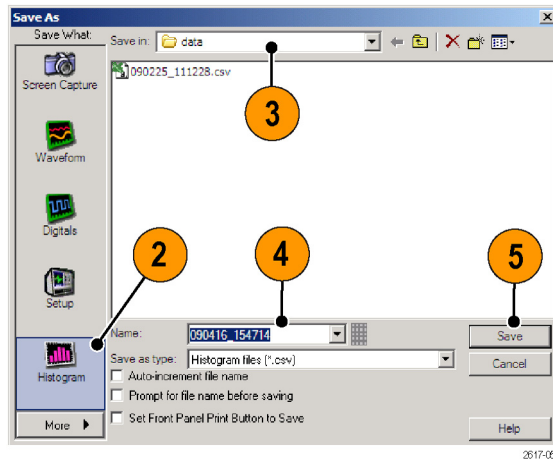 Save As
Save What:
Save in: data
Screen Capture
090225_111228.csv
3
Waveform
Digitals
2
4
5
Setup
Name: 090416_154714
Save
Save as type: Histogram files (*.csv)
Cancel
Histogram
Auto-increment file name
Prompt for file name before saving
Set Front Panel Print Button to Save
More
Help